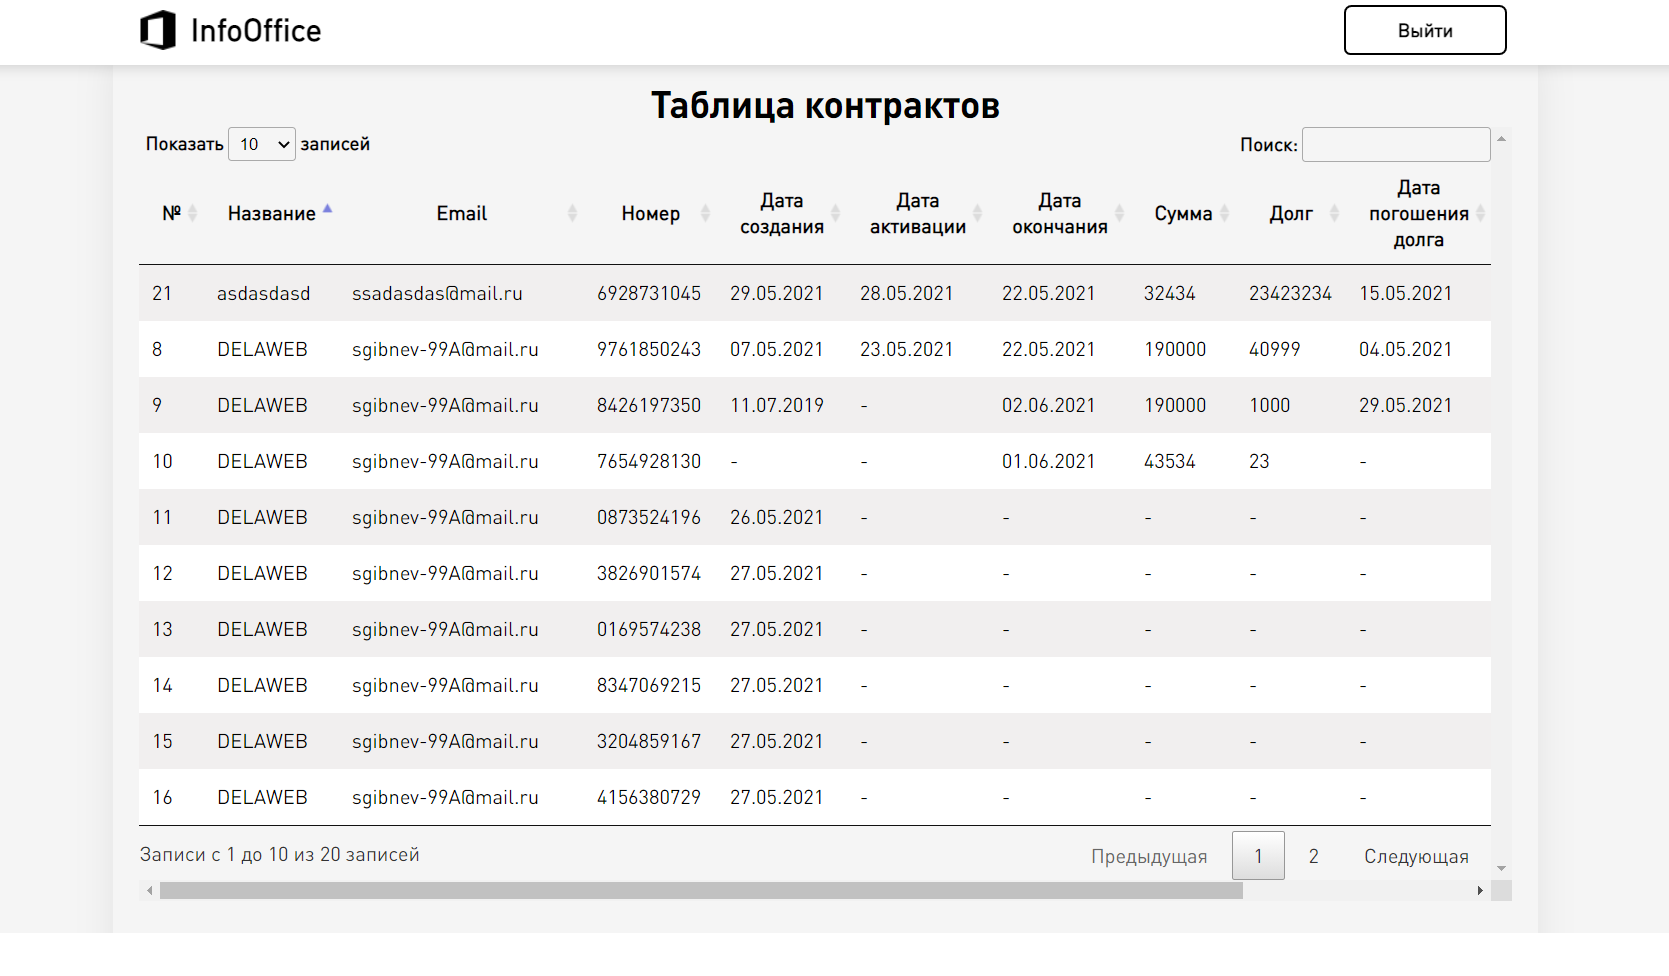 InfoOffice
Выйти
Таблица контрактов
Показать 10 записей
Поиск:
№ Название Email Номер Дата создания Дата активации Дата окончания Сумма Долг Дата погошения долга
21 asdasdasd ssadasdas@mail.ru 6928731045 29.05.2021 28.05.2021 22.05.2021 32434 23423234 15.05.2021
8 DELAWEB sgibnev-99A@mail.ru 9761850243 07.05.2021 23.05.2021 22.05.2021 190000 40999 04.05.2021
9 DELAWEB sgibnev-99A@mail.ru 8426197350 11.07.2019 - 02.06.2021 190000 1000 29.05.2021
10 DELAWEB sgibnev-99A@mail.ru 7654928130 - - 01.06.2021 43534 23 -
11 DELAWEB sgibnev-99A@mail.ru 0873524196 26.05.2021 - - - - -
12 DELAWEB sgibnev-99A@mail.ru 3826901574 27.05.2021 - - - - -
13 DELAWEB sgibnev-99A@mail.ru 0169574238 27.05.2021 - - - - -
14 DELAWEB sgibnev-99A@mail.ru 8347069215 27.05.2021 - - - - -
15 DELAWEB sgibnev-99A@mail.ru 3204859167 27.05.2021 - - - - -
16 DELAWEB sgibnev-99A@mail.ru 4156380729 27.05.2021 - - - - -
Записи с 1 до 10 из 20 записей
Предыдущая 1 2 Следующая